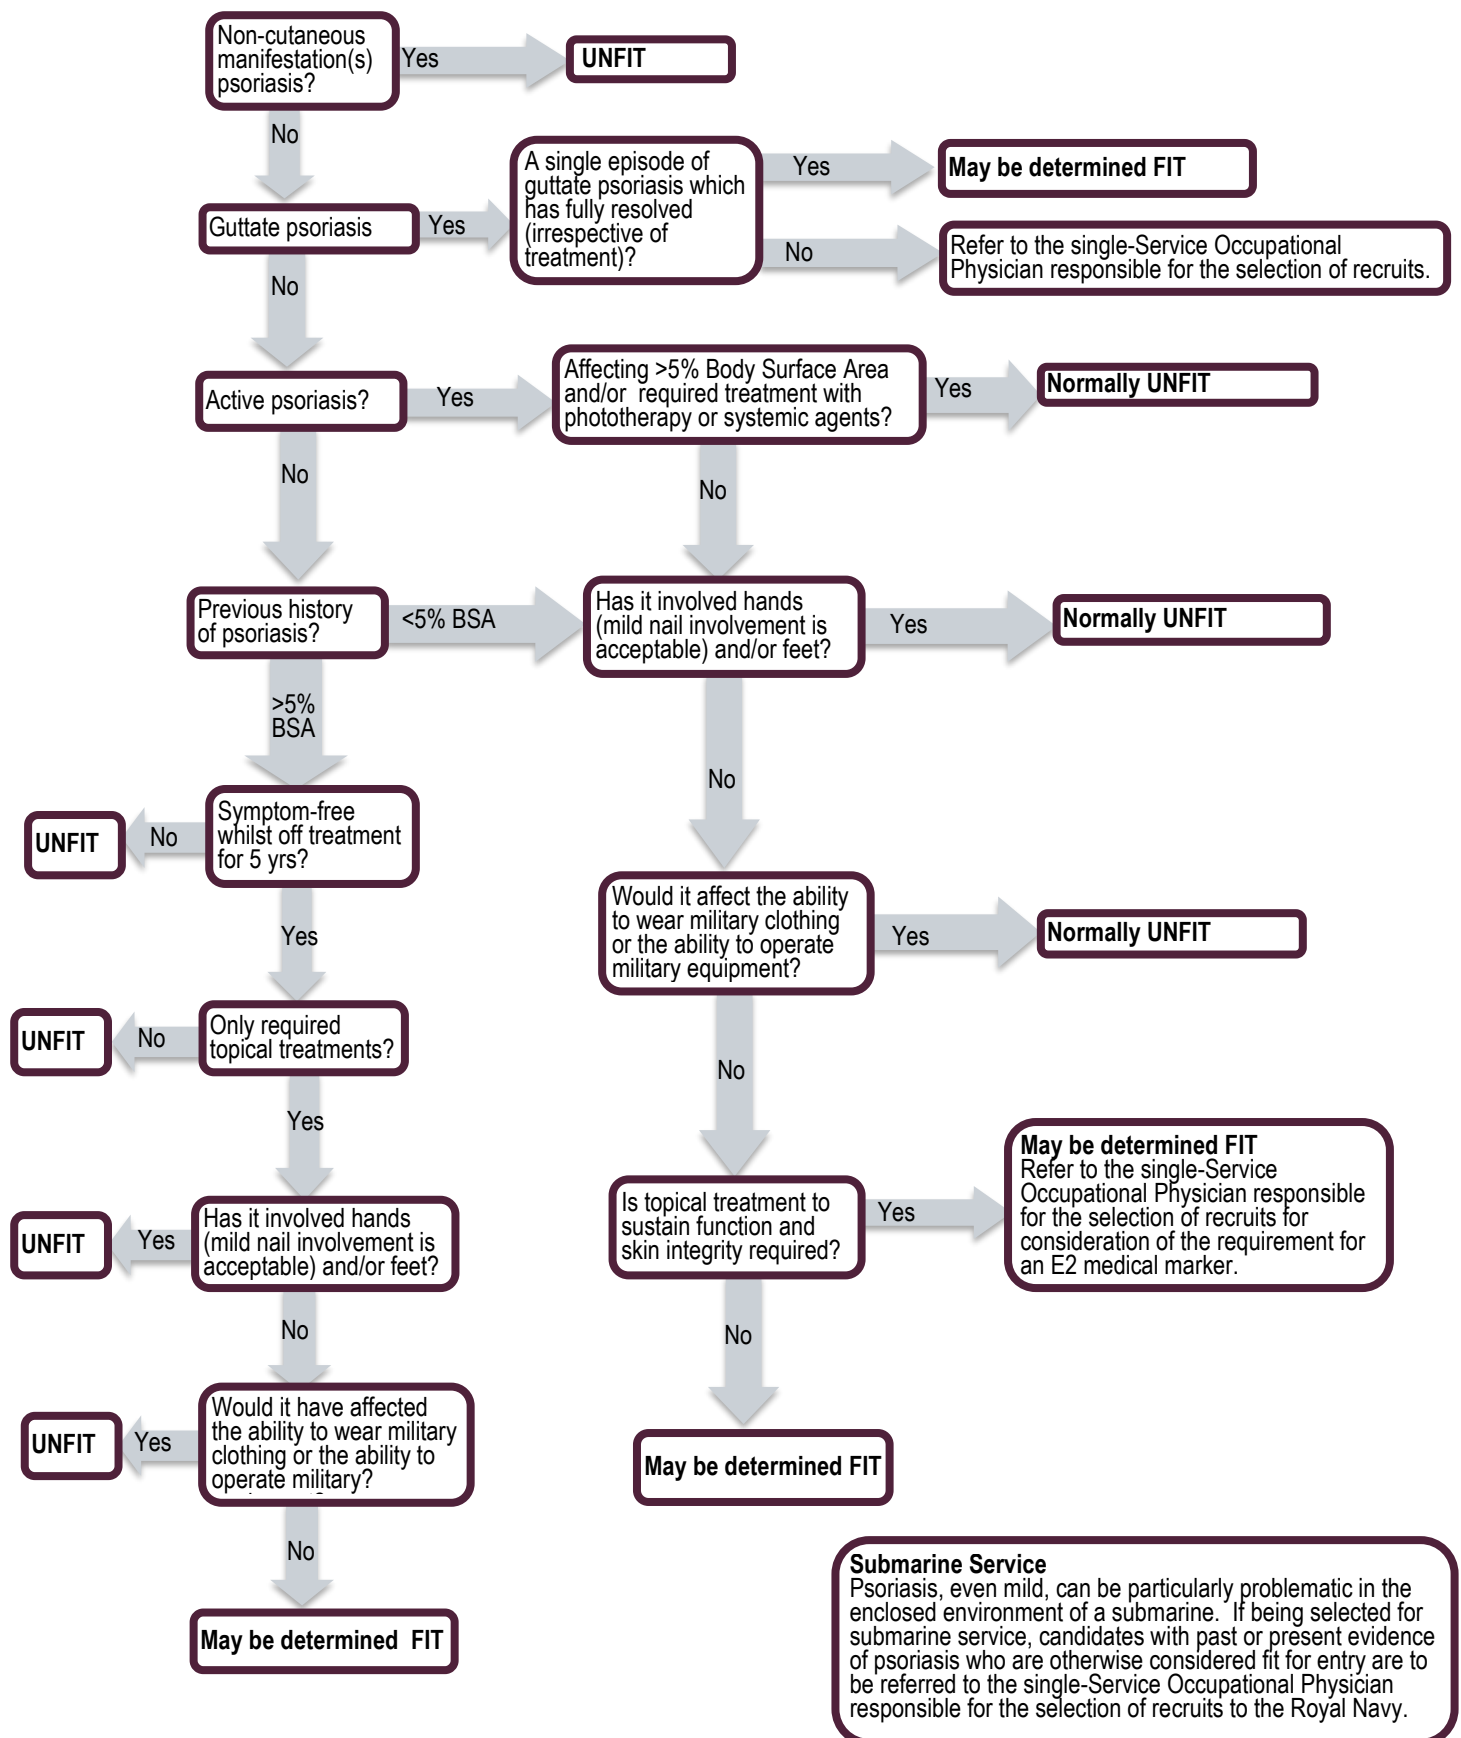 Non-cutaneous
manifestation(s)
psoriasis?
Yes
UNFIT
No
Guttate psoriasis
Yes
A single episode of
guttate psoriasis which
has fully resolved
(irrespective of
treatment)?
Yes
May be determined FIT
No
Refer to the single-Service Occupational
Physician responsible for the selection of recruits.
No
Active psoriasis?
Yes
Affecting >5% Body Surface Area
and/or required treatment with
phototherapy or systemic agents?
Yes
Normally UNFIT
No
No
Previous history
of psoriasis?
<5% BSA
Has it involved hands
(mild nail involvement is
acceptable) and/or feet?
Yes
Normally UNFIT
>5%
BSA
No
Symptom-free
whilst off treatment
for 5 yrs?
No
UNFIT
Yes
Would it affect the ability
to wear military clothing
or the ability to operate
military equipment?
Yes
Normally UNFIT
Only required
topical treatments?
No
UNFIT
No
Yes
Is topical treatment to
sustain function and
skin integrity required?
Yes
May be determined FIT
Refer to the single-Service
Occupational Physician responsible
for the selection of recruits for
consideration of the requirement for
an E2 medical marker.
Has it involved hands
(mild nail involvement is
acceptable) and/or feet?
Yes
UNFIT
No
No
Would it have affected
the ability to wear military
clothing or the ability to
operate military?
Yes
UNFIT
May be determined FIT
No
May be determined FIT
Submarine Service
Psoriasis, even mild, can be particularly problematic in the
enclosed environment of a submarine. If being selected for
submarine service, candidates with past or present evidence
of psoriasis who are otherwise considered fit for entry are to
be referred to the single-Service Occupational Physician
responsible for the selection of recruits to the Royal Navy.